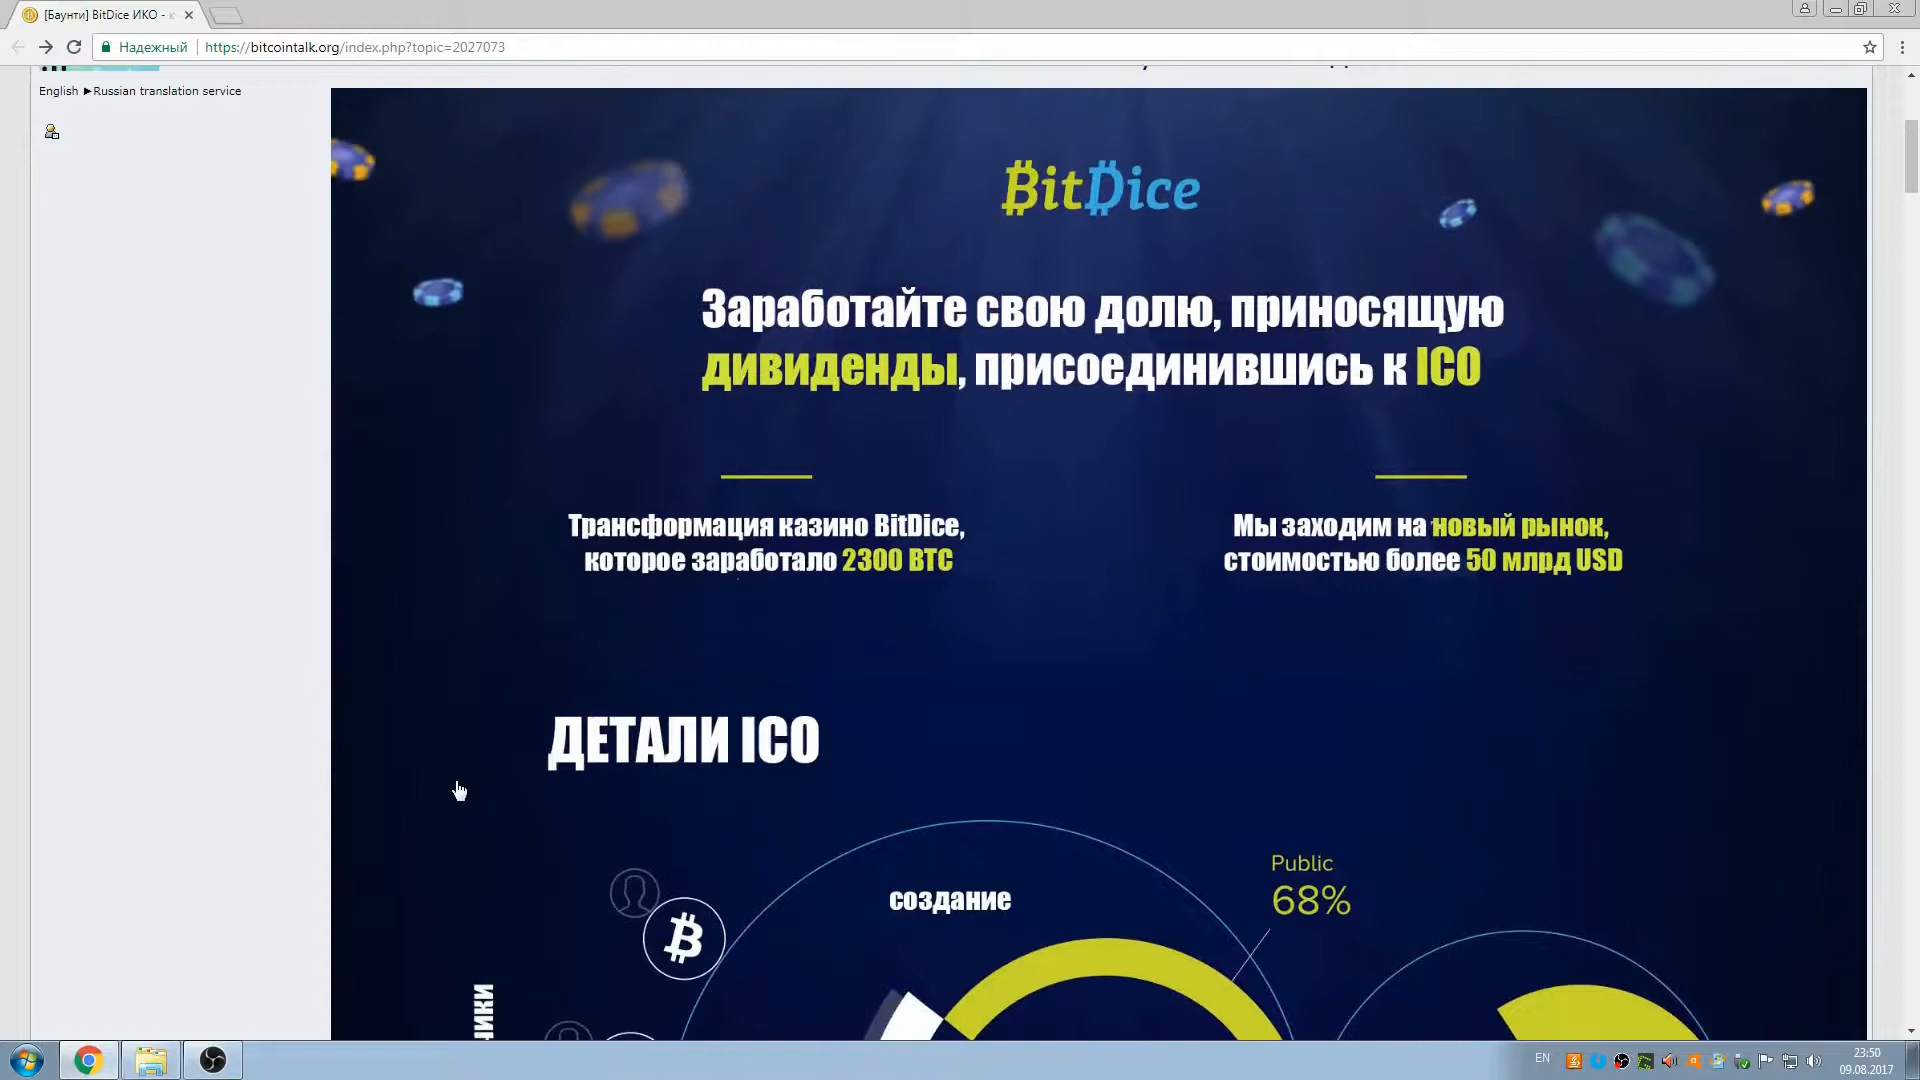 [Баунти] BitDice ИКО - к
Надежный
https://bitcointalk.org/index.php?topic=2027073
English ►Russian translation service
BitDice
Заработайте свою долю, приносящую
дивиденды, присоединившись к ICO
Трансформация казино BitDice,
которое заработало 2300 BTC
Мы заходим на новый рынок,
стоимостью более 50 млрд USD
ДЕТАЛИ ICO
создание
Public
68%
EN
23:50
09.08.2017